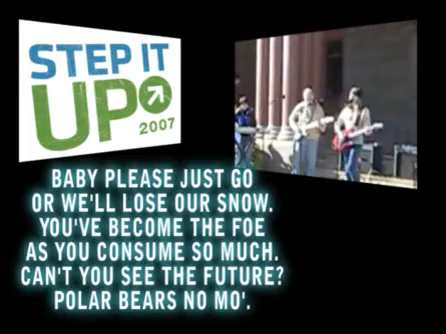 STEP IT
UP
2007
BABY PLEASE JUST GO
OR WE'LL LOSE OUR SNOW.
YOU'VE BECOME THE FOE
AS YOU CONSUME SO MUCH.
CAN'T YOU SEE THE FUTURE?
POLAR BEARS NO MO'.